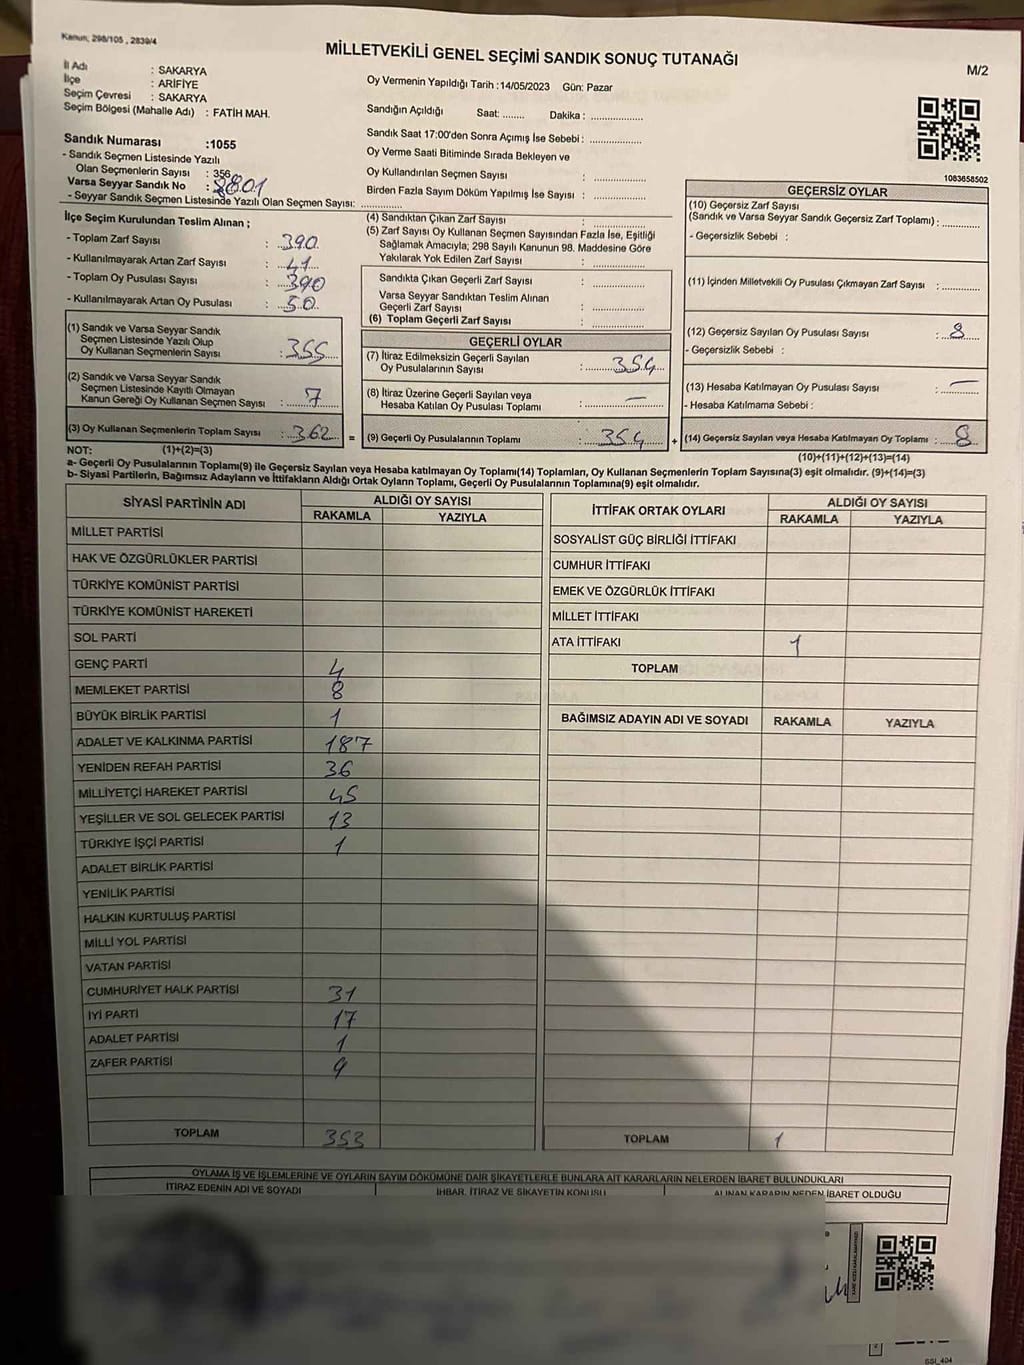 Kanun, 298/105 , 2839/4
MİLLETVEKİLİ GENEL SEÇİMİ SANDIK SONUÇ TUTANAĞI
M/2
İl Adı : SAKARYA
İlçe : ARİFİYE
Seçim Çevresi : SAKARYA
Seçim Bölgesi (Mahalle Adı) : FATİH MAH.
Oy Vermenin Yapıldığı Tarih :14/05/2023 Gün: Pazar
Sandığın Açıldığı Saat: ........ Dakika : ..................
Sandık Saat 17:00'den Sonra Açımış İse Sebebi : ..................
Oy Verme Saati Bitiminde Sırada Bekleyen ve
Oy Kullandırılan Seçmen Sayısı : ..................
Birden Fazla Sayım Döküm Yapılmış İse Sayısı : ..................
1083658502
Sandık Numarası :1055
- Sandık Seçmen Listesinde Yazılı
Olan Seçmenlerin Sayısı : 356
Varsa Seyyar Sandık No : 8801
- Seyyar Sandık Seçmen Listesinde Yazılı Olan Seçmen Sayısı: ..............
İlçe Seçim Kurulundan Teslim Alınan ;
- Toplam Zarf Sayısı : 390
- Kullanılmayarak Artan Zarf Sayısı : 41
- Toplam Oy Pusulası Sayısı : 390
- Kullanılmayarak Artan Oy Pusulası : 50
(1) Sandık ve Varsa Seyyar Sandık
Seçmen Listesinde Yazılı Olup
Oy Kullanan Seçmenlerin Sayısı : 355
(2) Sandık ve Varsa Seyyar Sandık
Seçmen Listesinde Kayıtlı Olmayan
Kanun Gereği Oy Kullanan Seçmen Sayısı : 7
(3) Oy Kullanan Seçmenlerin Toplam Sayısı : 362 =
(4) Sandıktan Çıkan Zarf Sayısı : ..................
(5) Zarf Sayısı Oy Kullanan Seçmen Sayısından Fazla İse, Eşitliği
Sağlamak Amacıyla; 298 Sayılı Kanunun 98. Maddesine Göre
Yakılarak Yok Edilen Zarf Sayısı : ..................
Sandıkta Çıkan Geçerli Zarf Sayısı : ..................
Varsa Seyyar Sandıktan Teslim Alınan
Geçerli Zarf Sayısı : ..................
(6) Toplam Geçerli Zarf Sayısı : ..................
GEÇERLİ OYLAR
(7) İtiraz Edilmeksizin Geçerli Sayılan
Oy Pusulalarının Sayısı : 354
(8) İtiraz Üzerine Geçerli Sayılan veya
Hesaba Katılan Oy Pusulası Toplamı : —
(9) Geçerli Oy Pusulalarının Toplamı : 354 +
GEÇERSİZ OYLAR
(10) Geçersiz Zarf Sayısı
(Sandık ve Varsa Seyyar Sandık Geçersiz Zarf Toplamı) : ..............
- Geçersizlik Sebebi :
(11) İçinden Milletvekili Oy Pusulası Çıkmayan Zarf Sayısı : ..............
(12) Geçersiz Sayılan Oy Pusulası Sayısı : 8
- Geçersizlik Sebebi :
(13) Hesaba Katılmayan Oy Pusulası Sayısı : —
- Hesaba Katılmama Sebebi :
(14) Geçersiz Sayılan veya Hesaba Katılmayan Oy Toplamı : 8
NOT: (1)+(2)=(3)
(10)+(11)+(12)+(13)=(14)
a- Geçerli Oy Pusulalarının Toplamı(9) ile Geçersiz Sayılan veya Hesaba katılmayan Oy Toplamı(14) Toplamları, Oy Kullanan Seçmenlerin Toplam Sayısına(3) eşit olmalıdır. (9)+(14)=(3)
b- Siyasi Partilerin, Bağımsız Adayların ve İttifakların Aldığı Ortak Oyların Toplamı, Geçerli Oy Pusulalarının Toplamına(9) eşit olmalıdır.
SİYASİ PARTİNİN ADI ALDIĞI OY SAYISI
RAKAMLA YAZIYLA
MİLLET PARTİSİ
HAK VE ÖZGÜRLÜKLER PARTİSİ
TÜRKİYE KOMÜNİST PARTİSİ
TÜRKİYE KOMÜNİST HAREKETİ
SOL PARTİ
GENÇ PARTİ 4
MEMLEKET PARTİSİ 8
BÜYÜK BİRLİK PARTİSİ 1
ADALET VE KALKINMA PARTİSİ 187
YENİDEN REFAH PARTİSİ 36
MİLLİYETÇİ HAREKET PARTİSİ 45
YEŞİLLER VE SOL GELECEK PARTİSİ 13
TÜRKİYE İŞÇİ PARTİSİ 1
ADALET BİRLİK PARTİSİ
YENİLİK PARTİSİ
HALKIN KURTULUŞ PARTİSİ
MİLLİ YOL PARTİSİ
VATAN PARTİSİ
CUMHURİYET HALK PARTİSİ 31
İYİ PARTİ 17
ADALET PARTİSİ 1
ZAFER PARTİSİ 9
TOPLAM 353
İTTİFAK ORTAK OYLARI ALDIĞI OY SAYISI
RAKAMLA YAZIYLA
SOSYALİST GÜÇ BİRLİĞİ İTTİFAKI
CUMHUR İTTİFAKI
EMEK VE ÖZGÜRLÜK İTTİFAKI
MİLLET İTTİFAKI
ATA İTTİFAKI 1
TOPLAM
BAĞIMSIZ ADAYIN ADI VE SOYADI RAKAMLA YAZIYLA
TOPLAM 1
OYLAMA İŞ VE İŞLEMLERİNE VE OYLARIN SAYIM DÖKÜMÜNE DAİR ŞİKAYETLERLE BUNLARA AİT KARARLARIN NELERDEN İBARET BULUNDUKLARI
İTİRAZ EDENİN ADI VE SOYADI İHBAR, İTİRAZ VE ŞİKAYETİN KONUSU ALINAN KARARIN NEDEN İBARET OLDUĞU
SSİ_404